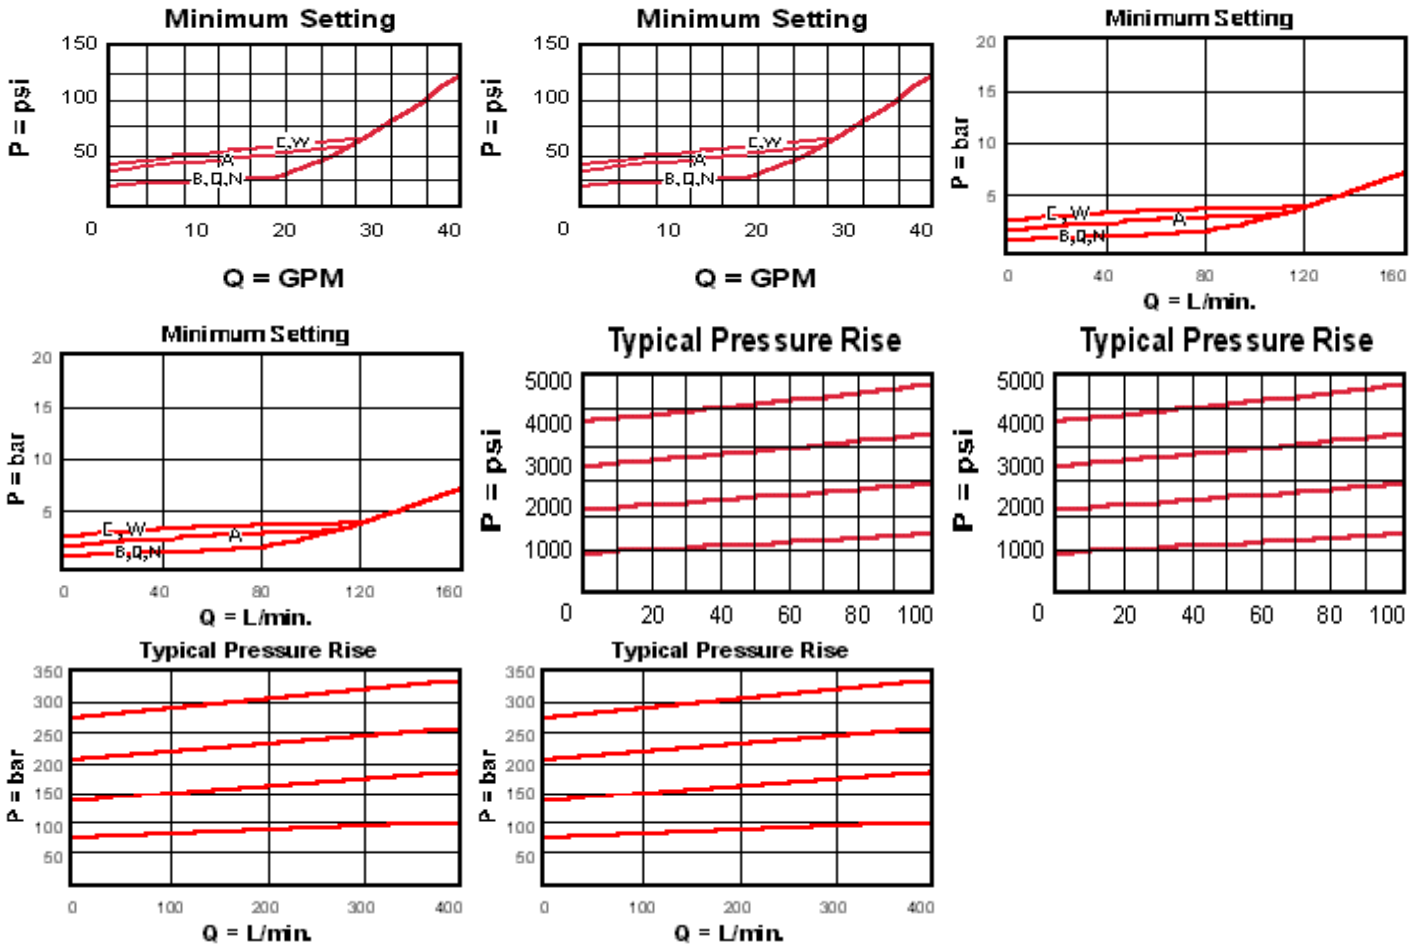 Minimum Setting
150
100
50
0
10
20
30
40
P = psi
C,W
A
B,Q,N
Q = GPM
Minimum Setting
150
100
50
0
10
20
30
40
P = psi
C,W
A
B,Q,N
Q = GPM
Minimum Setting
20
15
10
5
0
40
80
120
160
P = bar
C,W
A
B,Q,N
Q = L/min.
Minimum Setting
20
15
10
5
0
40
80
120
160
P = bar
C,W
A
B,Q,N
Q = L/min.
Typical Pressure Rise
5000
4000
3000
2000
1000
0
20
40
60
80
100
P = psi
Typical Pressure Rise
5000
4000
3000
2000
1000
0
20
40
60
80
100
P = psi
Typical Pressure Rise
350
300
250
200
150
100
50
0
100
200
300
400
P = bar
Q = L/min.
Typical Pressure Rise
350
300
250
200
150
100
50
0
100
200
300
400
P = bar
Q = L/min.